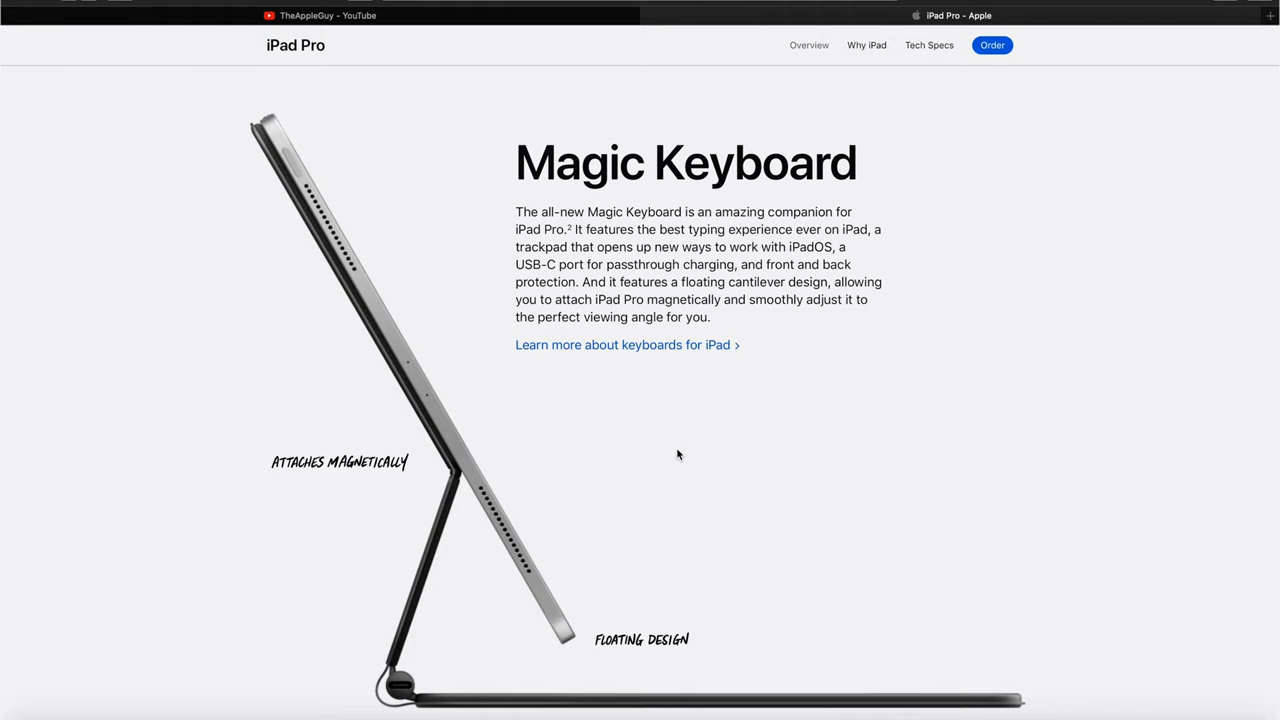 TheAppleGuy - YouTube
iPad Pro - Apple
iPad Pro
Overview
Why iPad
Tech Specs
Order
Magic Keyboard
The all-new Magic Keyboard is an amazing companion for
iPad Pro.² It features the best typing experience ever on iPad, a
trackpad that opens up new ways to work with iPadOS, a
USB-C port for passthrough charging, and front and back
protection. And it features a floating cantilever design, allowing
you to attach iPad Pro magnetically and smoothly adjust it to
the perfect viewing angle for you.
Learn more about keyboards for iPad >
ATTACHES MAGNETICALLY
FLOATING DESIGN